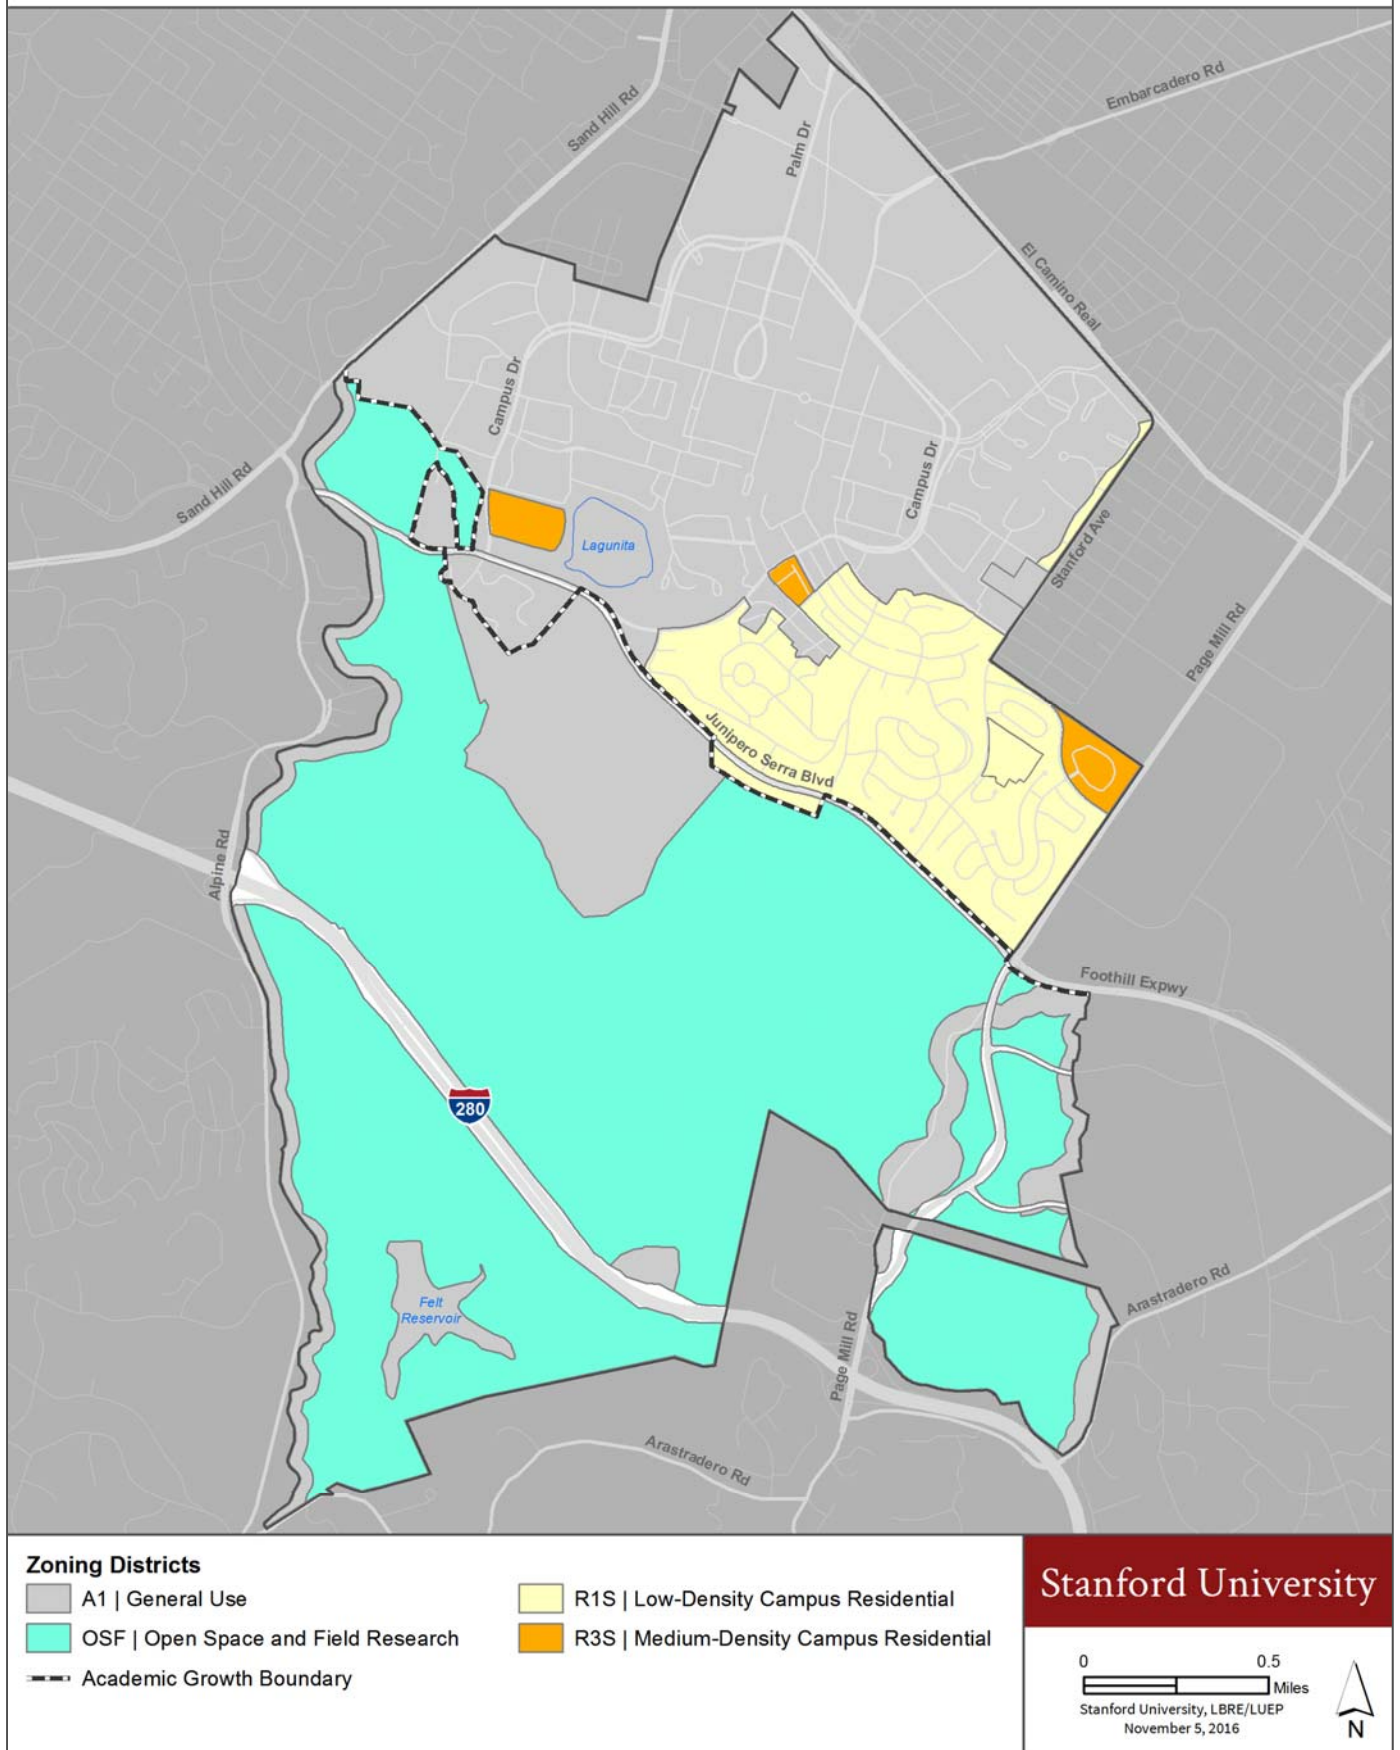 Sand Hill Rd
Embarcadero Rd
Palm Dr
El Camino Real
Campus Dr
Campus Dr
Sand Hill Rd
Lagunita
Stanford Ave
Page Mill Rd
Junipero Serra Blvd
Alpine Rd
Foothill Expwy
280
Felt
Reservoir
Arastradero Rd
Page Mill Rd
Arastradero Rd
Zoning Districts
A1 | General Use
OSF | Open Space and Field Research
Academic Growth Boundary
R1S | Low-Density Campus Residential
R3S | Medium-Density Campus Residential
Stanford University
0 0.5
Miles
Stanford University, LBRE/LUEP
November 5, 2016
N